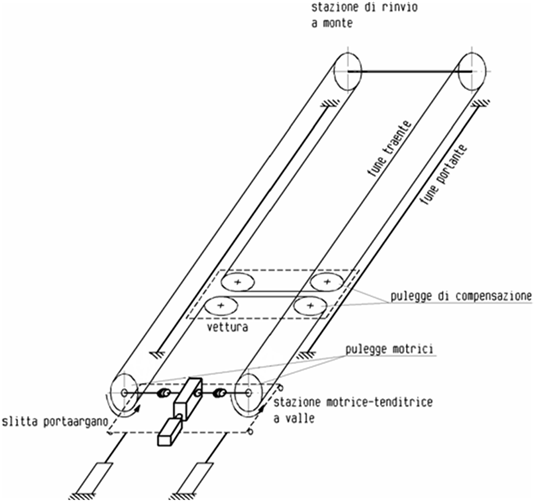 stazione di rinvio
a monte
fune traente
fune portante
pulegge di compensazione
vettura
pulegge motrici
stazione motrice-tenditrice
a valle
slitta portaargano